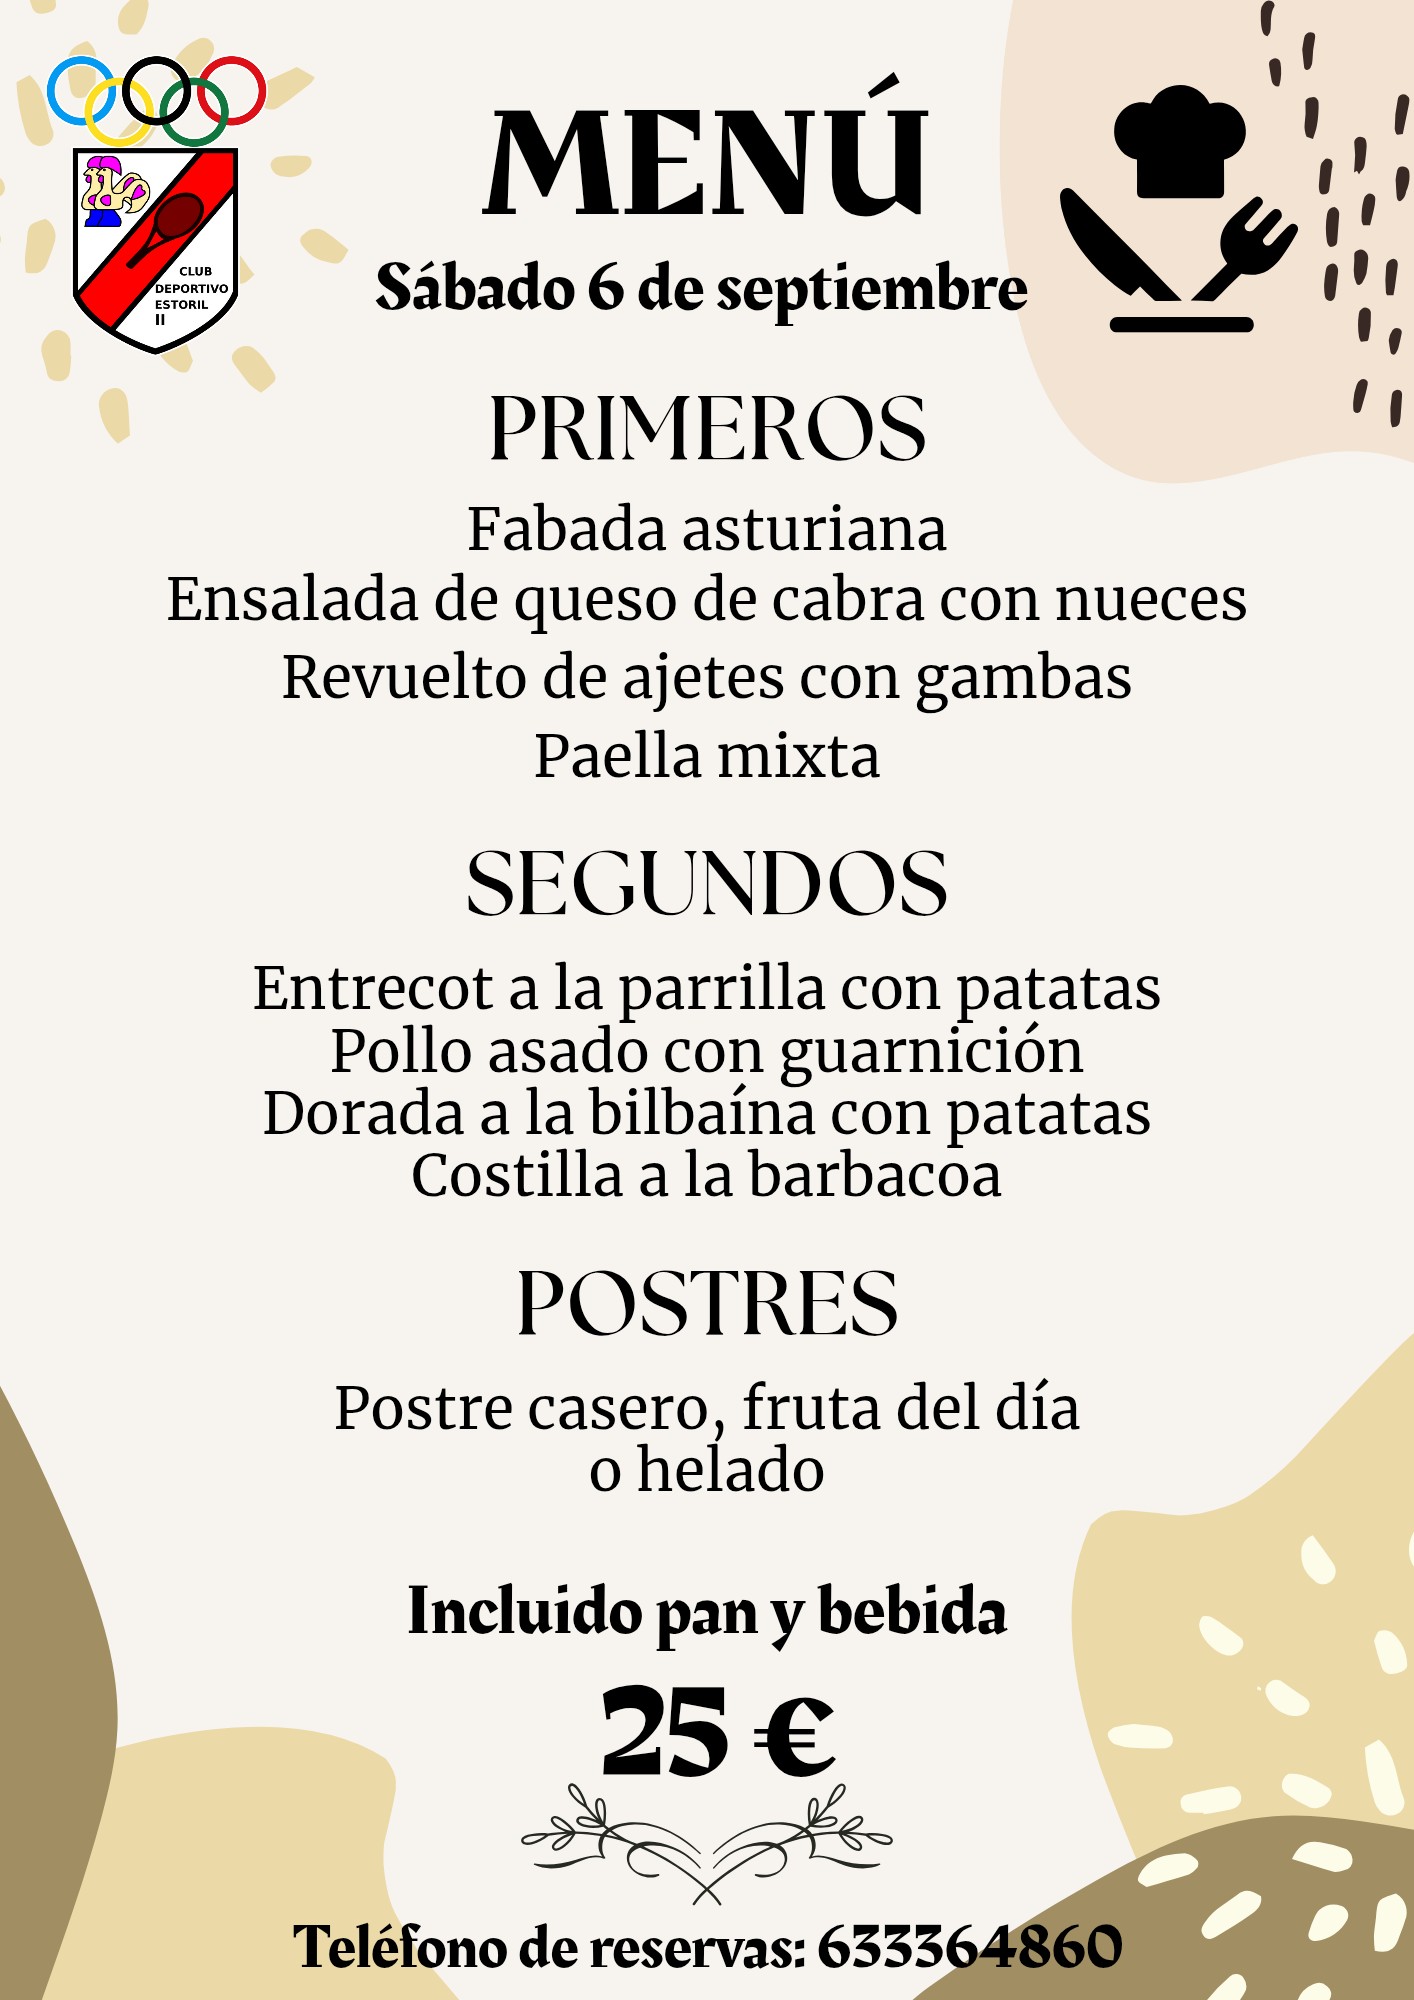 CLUB
DEPORTIVO
ESTORIL
II
MENÚ
Sábado 6 de septiembre
PRIMEROS
Fabada asturiana
Ensalada de queso de cabra con nueces
Revuelto de ajetes con gambas
Paella mixta
SEGUNDOS
Entrecot a la parrilla con patatas
Pollo asado con guarnición
Dorada a la bilbaína con patatas
Costilla a la barbacoa
POSTRES
Postre casero, fruta del día
o helado
Incluido pan y bebida
25 €
Teléfono de reservas: 633364860